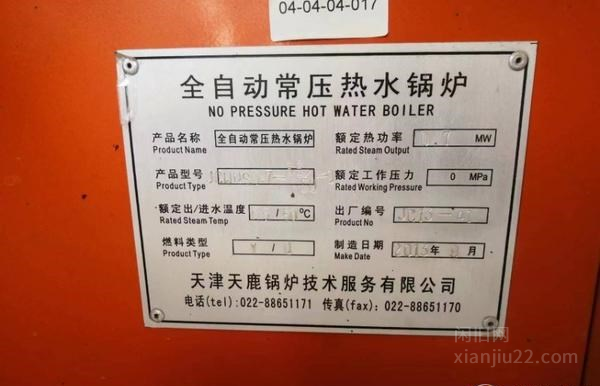 04-04-04-017
全自动常压热水锅炉
NO PRESSURE HOT WATER BOILER
产品名称 全自动常压热水锅炉 额定热功率 MW
Product Name Rated Steam Output
产品型号 额定工作压力 0 MPa
Product Type Rated Working Pressure
额定出/进水温度 ℃ 出厂编号
Rated Steam Temp Product No
燃料类型 制造日期 月
Product Type Make Date
天津天鹿锅炉技术服务有限公司
电话(tel):022-88651171 传真(fax):022-88651170
闲旧网
xianjiu22.com